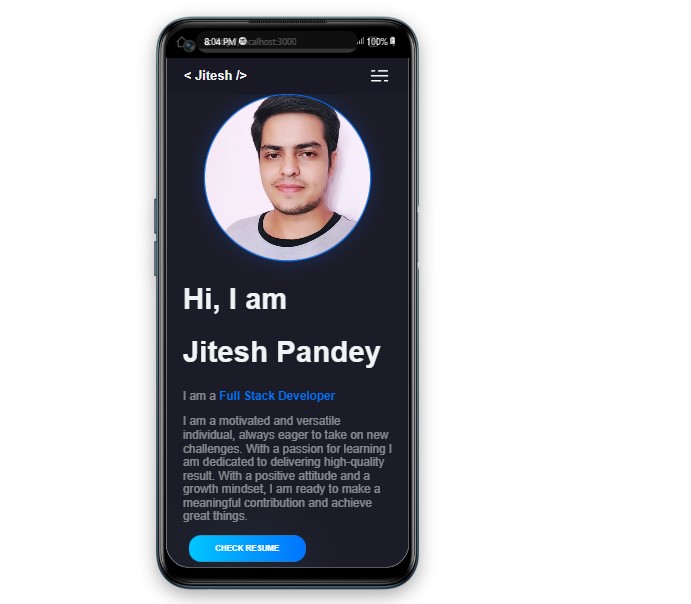 8:04 PM
localhost:3000
100%
< Jitesh />
Hi, I am
Jitesh Pandey
I am a Full Stack Developer
I am a motivated and versatile
individual, always eager to take on new
challenges. With a passion for learning I
am dedicated to delivering high-quality
result. With a positive attitude and a
growth mindset, I am ready to make a
meaningful contribution and achieve
great things.
CHECK RESUME